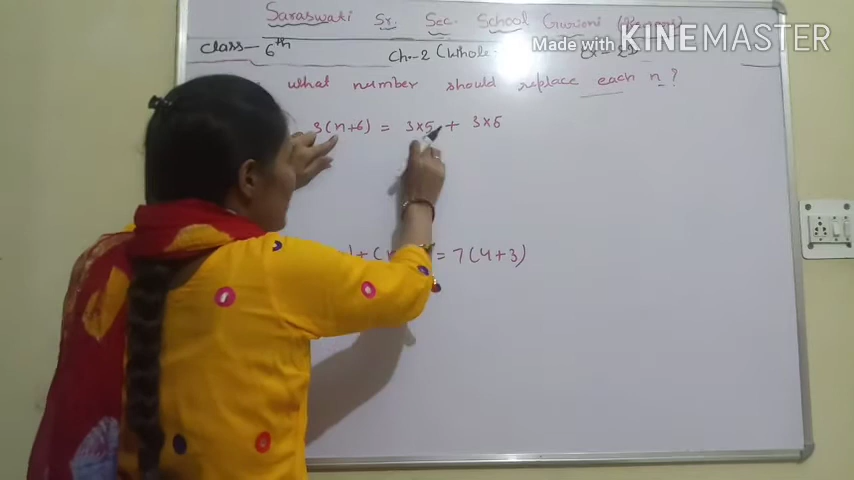 Saraswati Sr. Sec. School
Made with KINEMASTER
class- 6th Ch-2 (Whole
what number should replace each n ?
3(n+6) = 3×5 + 3×6
= 7(4+3)